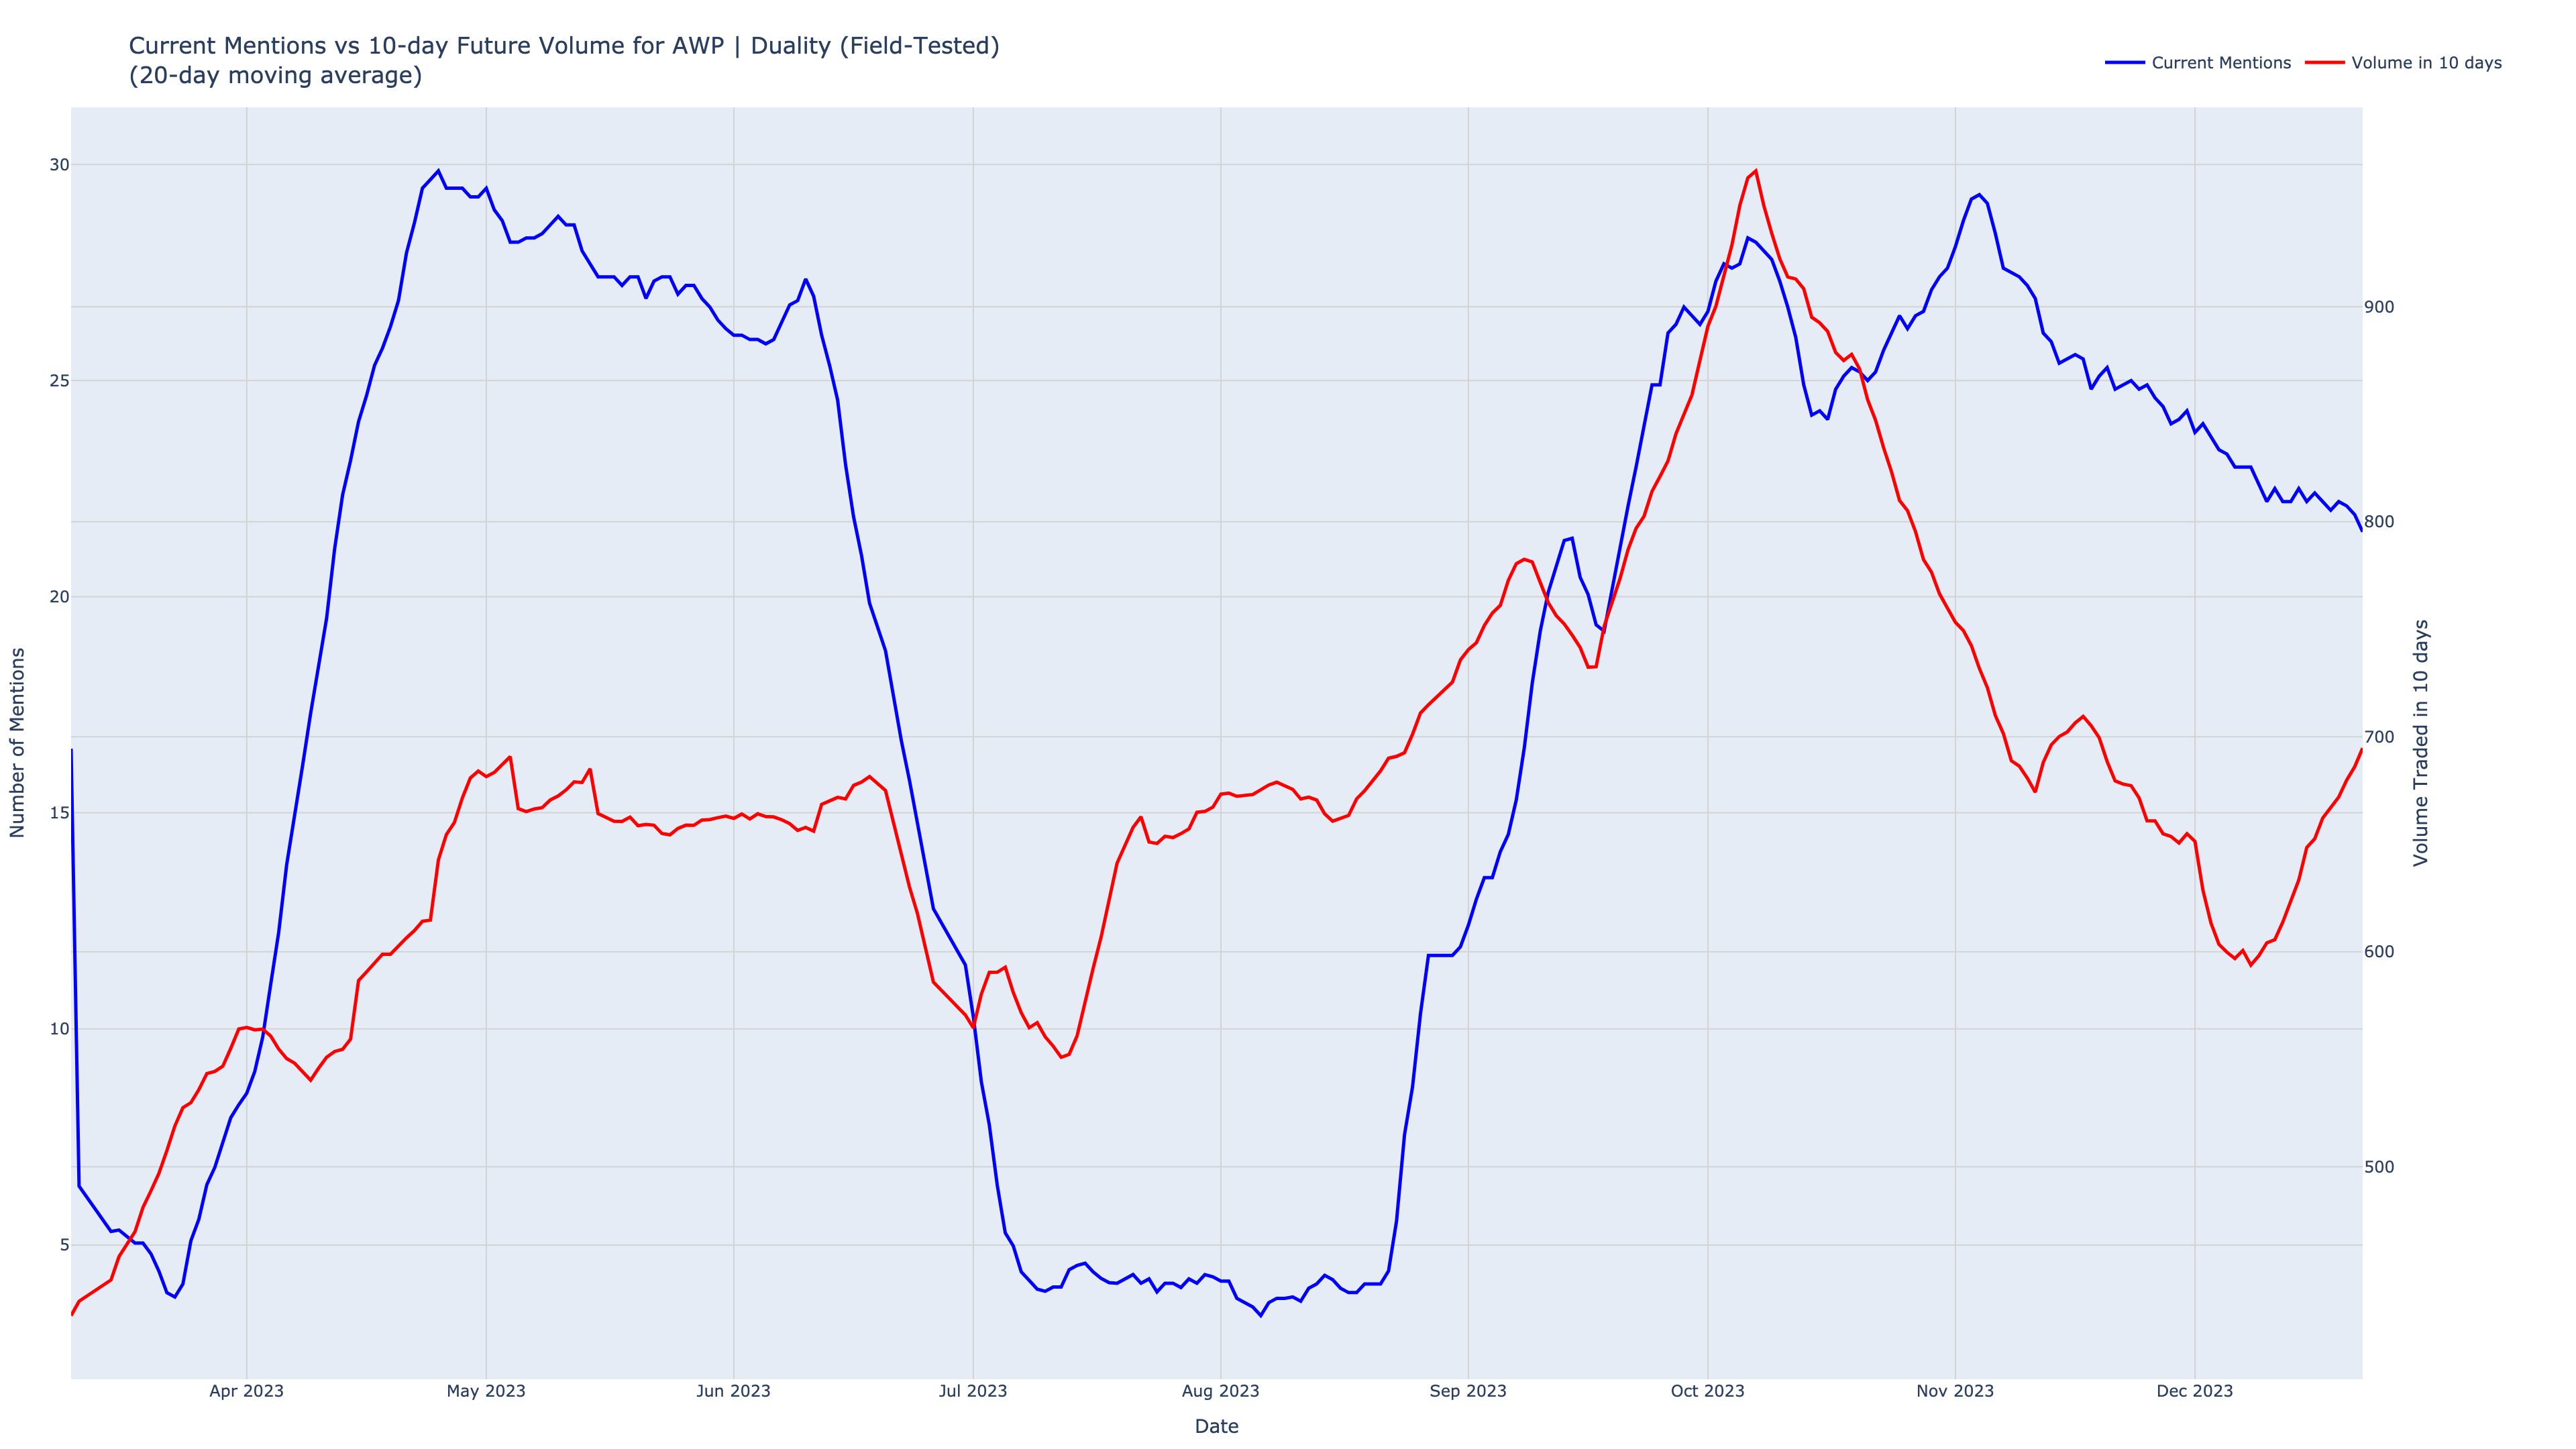 Current Mentions vs 10-day Future Volume for AWP | Duality (Field-Tested)
(20-day moving average)
Current Mentions
Volume in 10 days
30
25
20
15
10
5
Number of Mentions
900
800
700
600
500
Volume Traded in 10 days
Apr 2023
May 2023
Jun 2023
Jul 2023
Aug 2023
Sep 2023
Oct 2023
Nov 2023
Dec 2023
Date